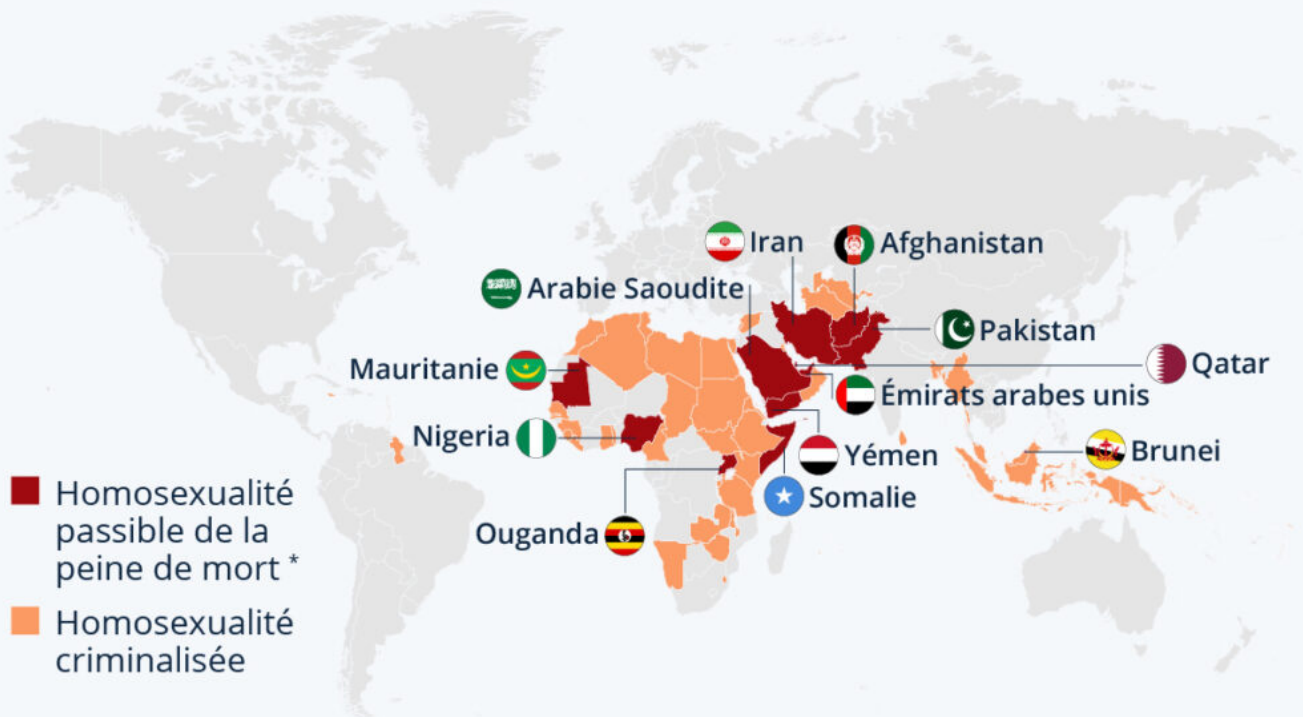 Iran
Afghanistan
Arabie Saoudite
Pakistan
Mauritanie
Qatar
Émirats arabes unis
Nigeria
Yémen
Brunei
Somalie
Ouganda
Homosexualité
passible de la
peine de mort *
Homosexualité
criminalisée